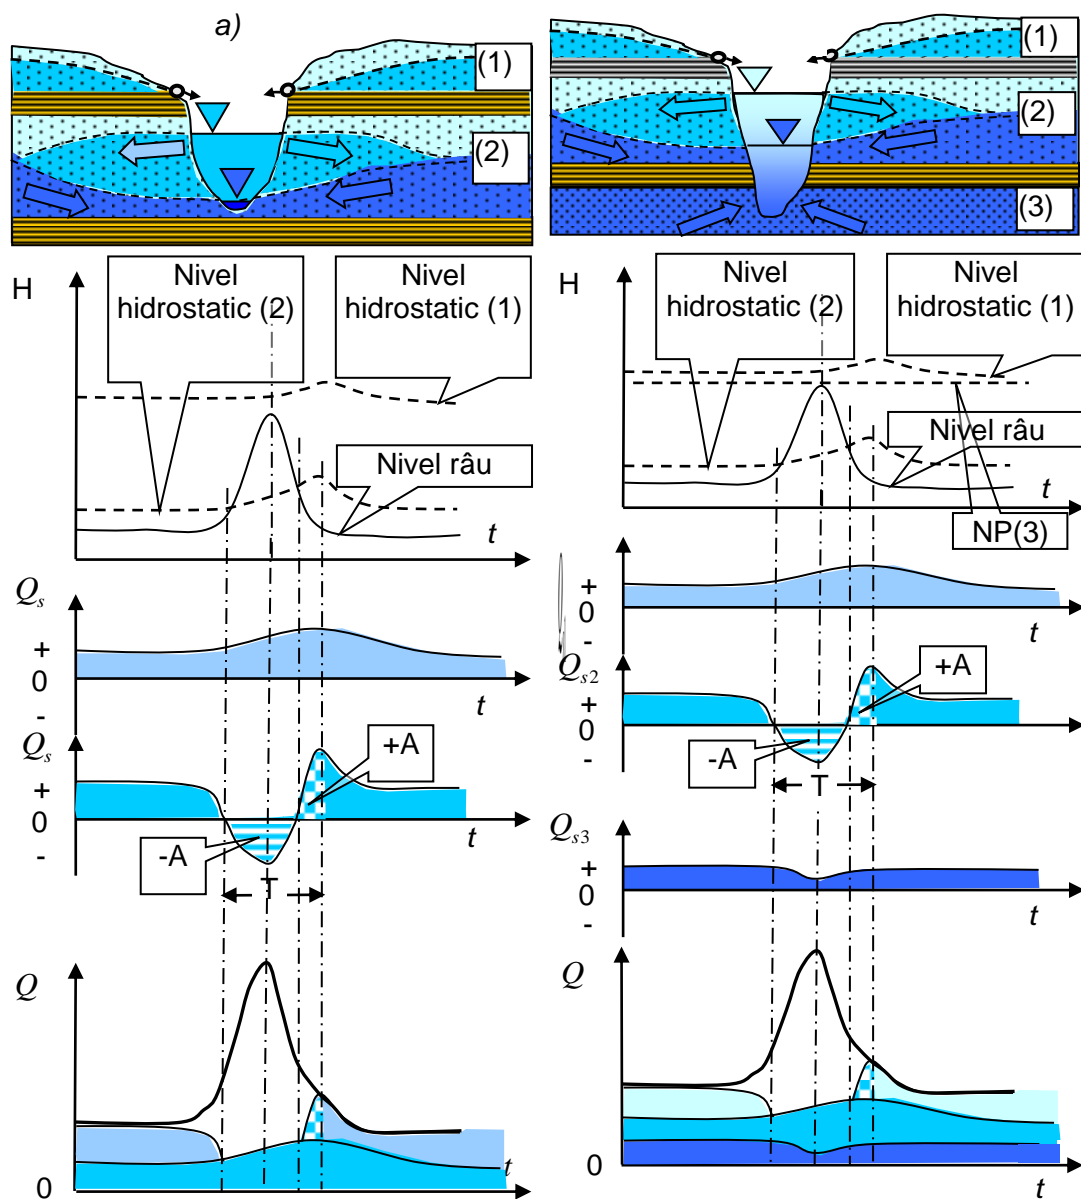 a)
(1)
(2)
(1)
(2)
(3)
H
Nivel
hidrostatic (2)
Nivel
hidrostatic (1)
Nivel râu
t
Qs
+
0
-
t
Qs
+
0
-
+A
-A
t
T
Q
0
t
H
Nivel
hidrostatic (2)
Nivel
hidrostatic (1)
Nivel râu
t
NP(3)
+
0
-
t
Qs2
+
0
-
+A
-A
T
t
Qs3
+
0
-
t
Q
0
t